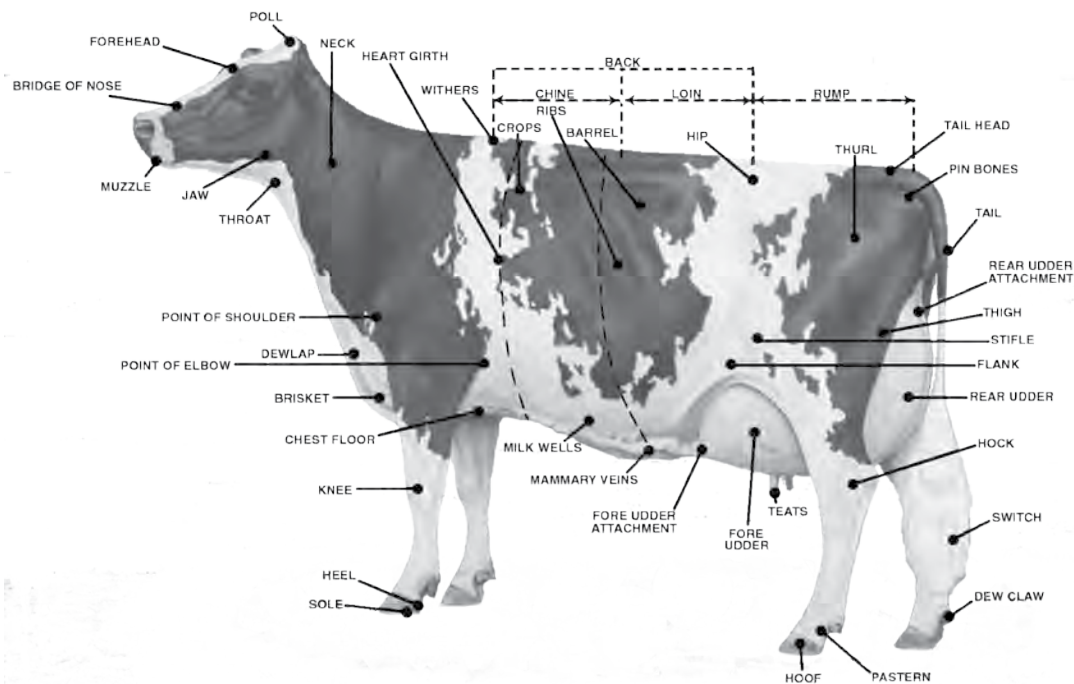 POLL
FOREHEAD
NECK
HEART GIRTH
BACK
BRIDGE OF NOSE
WITHERS
CHINE
LOIN
RUMP
RIBS
CROPS
BARREL
HIP
TAIL HEAD
THURL
PIN BONES
MUZZLE
JAW
THROAT
TAIL
REAR UDDER
ATTACHMENT
POINT OF SHOULDER
THIGH
STIFLE
DEWLAP
POINT OF ELBOW
FLANK
BRISKET
REAR UDDER
CHEST FLOOR
MILK WELLS
HOCK
MAMMARY VEINS
KNEE
TEATS
FORE UDDER
ATTACHMENT
FORE
UDDER
SWITCH
HEEL
SOLE
DEW CLAW
HOOF
PASTERN